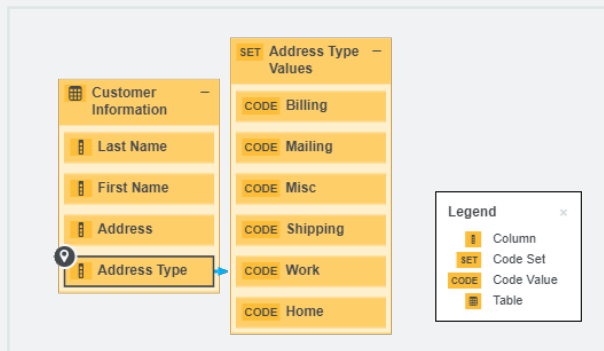 Customer
Information
Last Name
First Name
Address
Address Type
SET Address Type
Values
CODE Billing
CODE Mailing
CODE Misc
CODE Shipping
CODE Work
CODE Home
Legend
Column
SET Code Set
CODE Code Value
Table